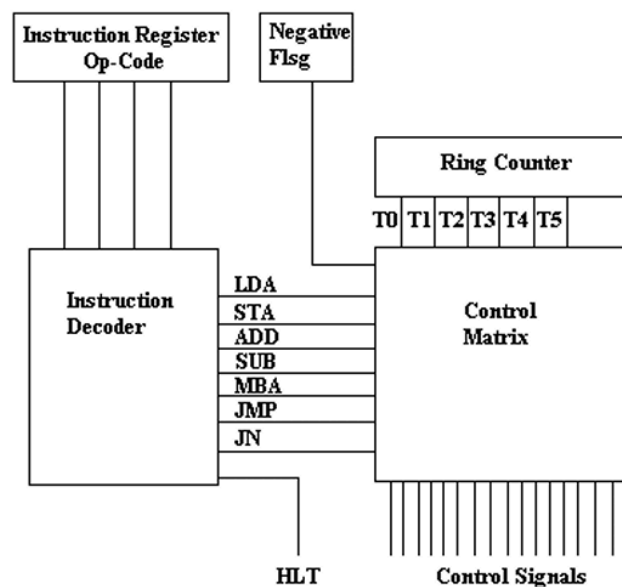 Instruction Register
Op-Code
Negative
Flsg
Ring Counter
T0 T1 T2 T3 T4 T5
Instruction
Decoder
LDA
STA
ADD
SUB
MBA
JMP
JN
Control
Matrix
HLT
Control Signals